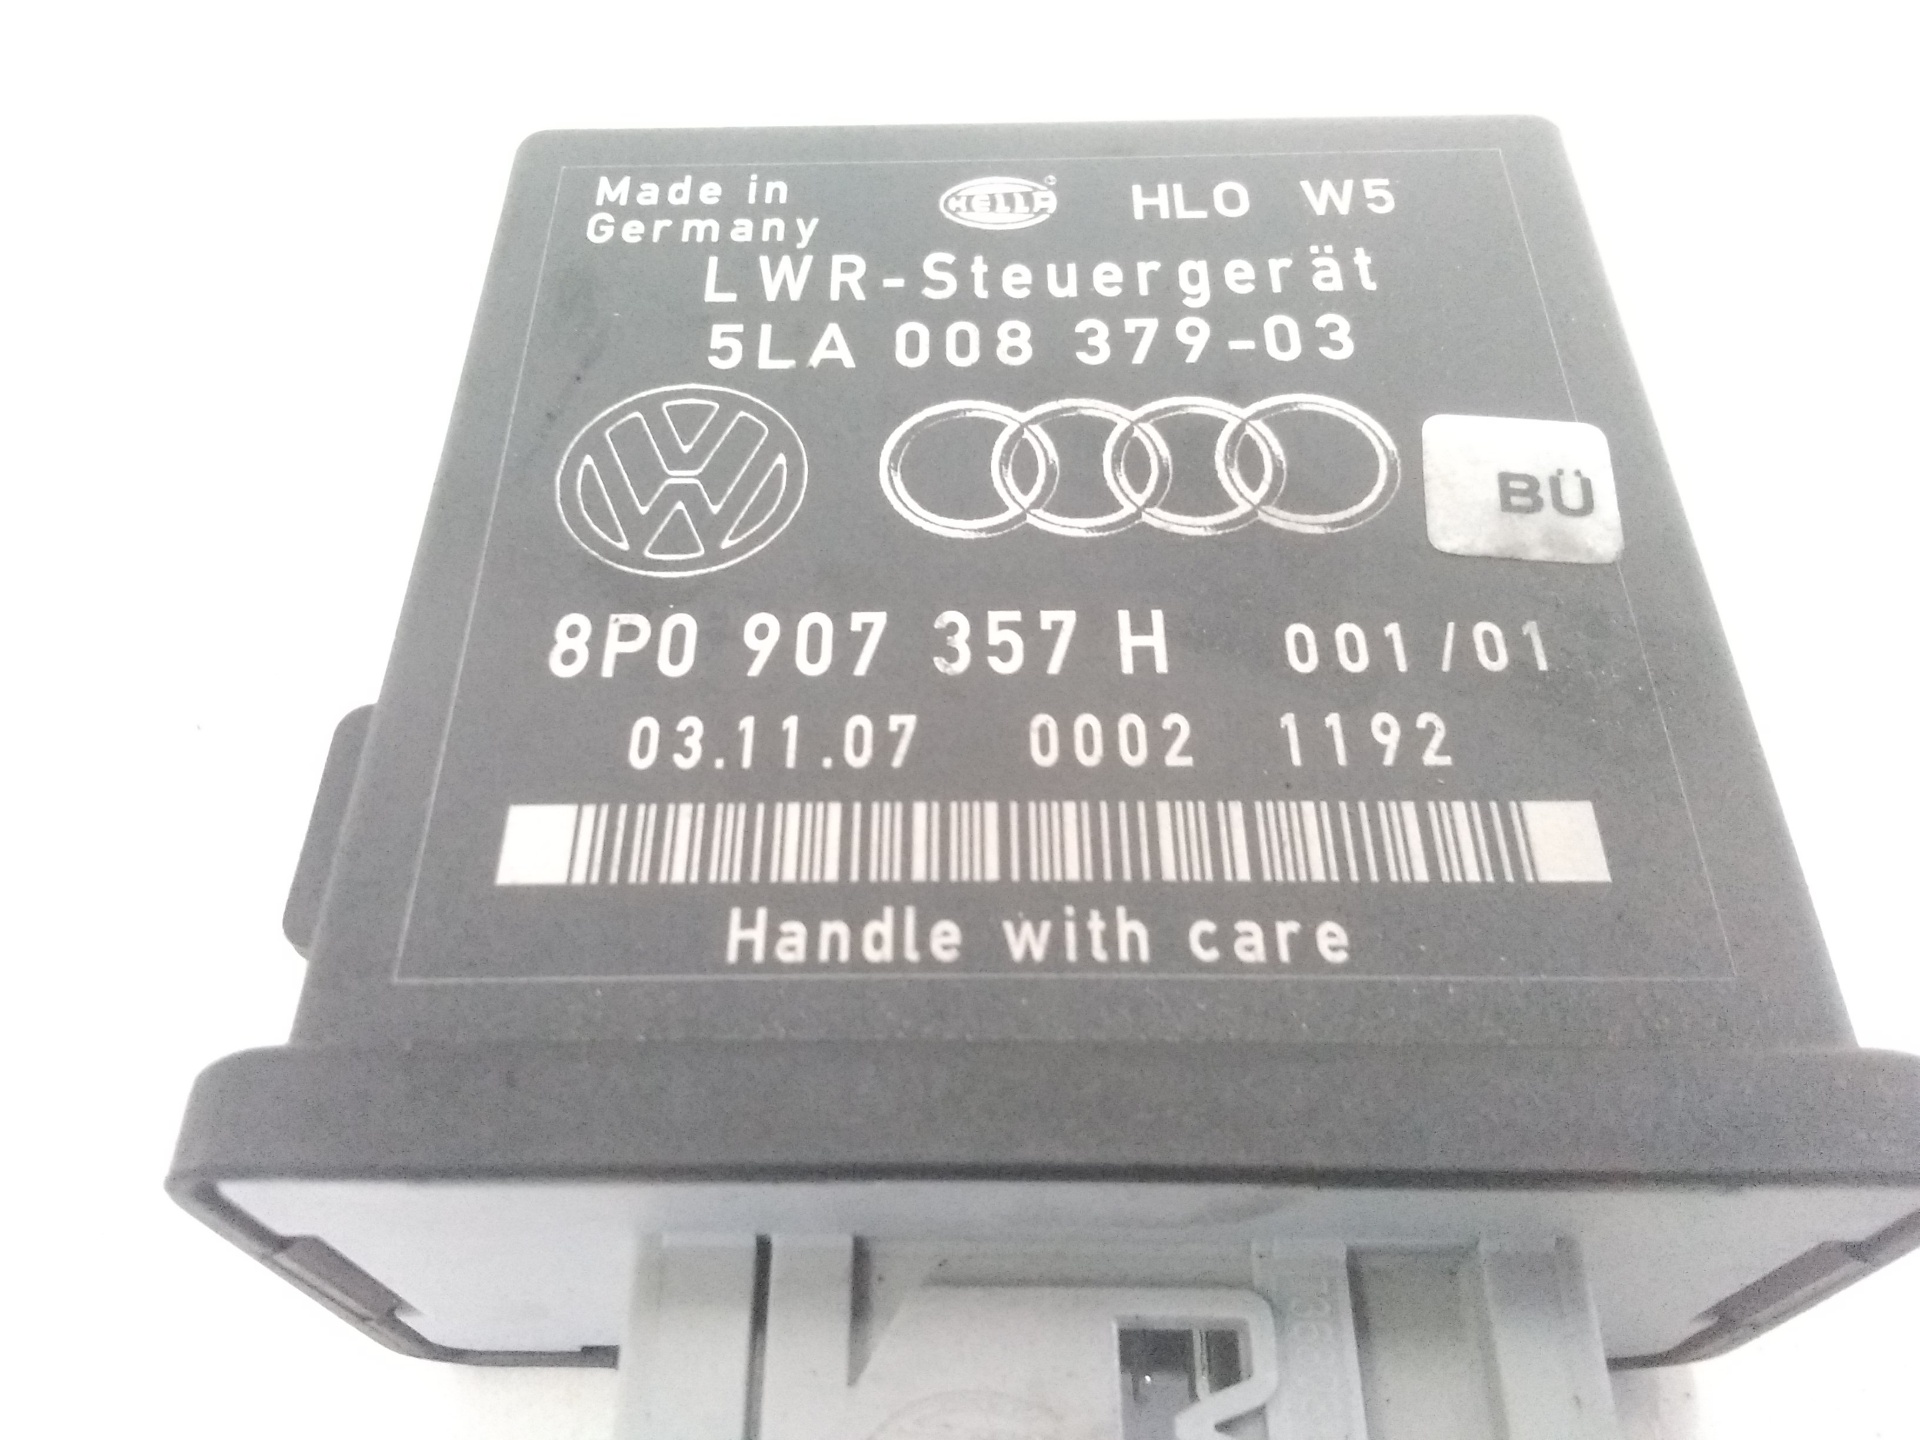 Made in
Germany
HELLA HLO W5
LWR-Steuergerät
5LA 008 379-03
BÜ
8P0 907 357 H 001/01
03.11.07 0002 1192
Handle with care